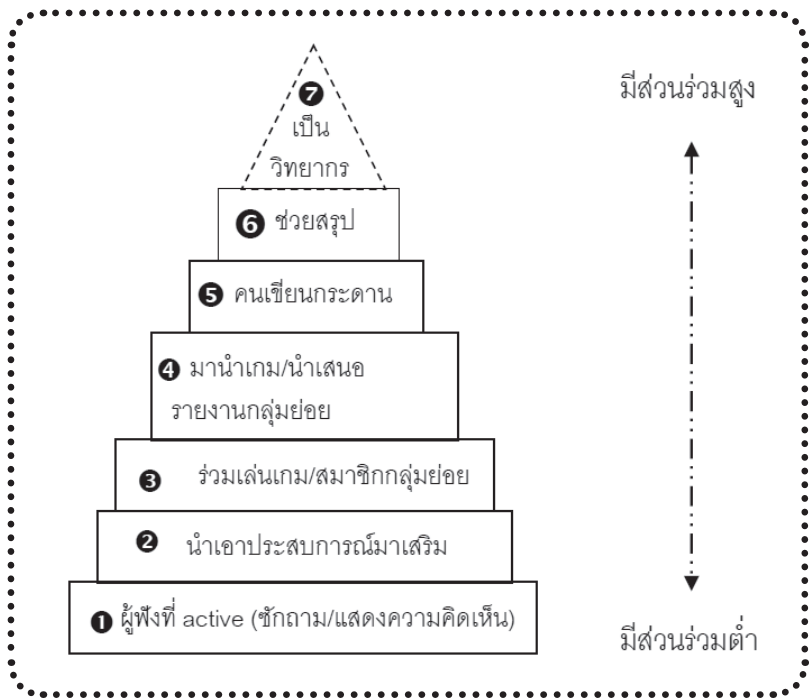 ❼
เป็น
วิทยากร
❻ ช่วยสรุป
❺ คนเขียนกระดาน
❹ มานำเกม/นำเสนอ
รายงานกลุ่มย่อย
❸ ร่วมเล่นเกม/สมาชิกกลุ่มย่อย
❷ นำเอาประสบการณ์มาเสริม
❶ ผู้ฟังที่ active (ซักถาม/แสดงความคิดเห็น)
มีส่วนร่วมสูง
มีส่วนร่วมต่ำ